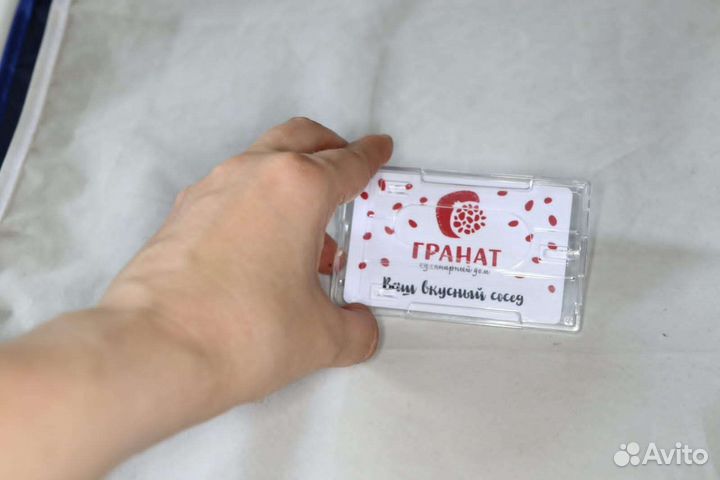 ГРАНАТ
кулинарный дом
Ваш вкусный сосед
Avito